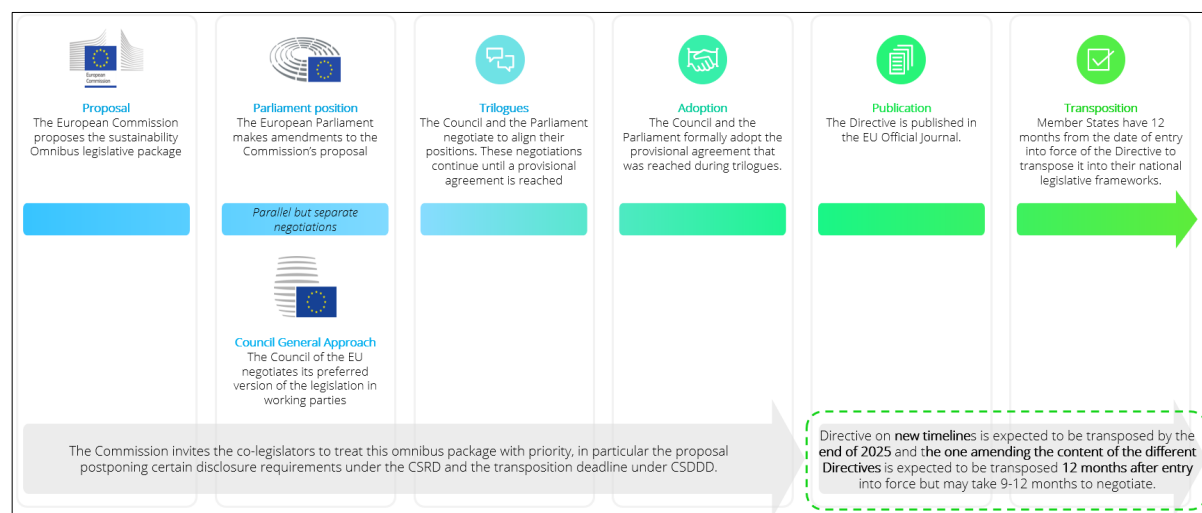 European
Commission
Proposal
The European Commission
proposes the sustainability
Omnibus legislative package
Parliament position
The European Parliament
makes amendments to the
Commission's proposal
Parallel but separate
negotiations
Council General Approach
The Council of the EU
negotiates its preferred
version of the legislation in
working parties
Trilogues
The Council and the Parliament
negotiate to align their
positions. These negotiations
continue until a provisional
agreement is reached
Adoption
The Council and the
Parliament formally adopt the
provisional agreement that
was reached during trilogues.
Publication
The Directive is published in
the EU Official Journal.
Transposition
Member States have 12
months from the date of entry
into force of the Directive to
transpose it into their national
legislative frameworks.
The Commission invites the co-legislators to treat this omnibus package with priority, in particular the proposal
postponing certain disclosure requirements under the CSRD and the transposition deadline under CSDDD.
Directive on new timelines is expected to be transposed by the
end of 2025 and the one amending the content of the different
Directives is expected to be transposed 12 months after entry
into force but may take 9-12 months to negotiate.